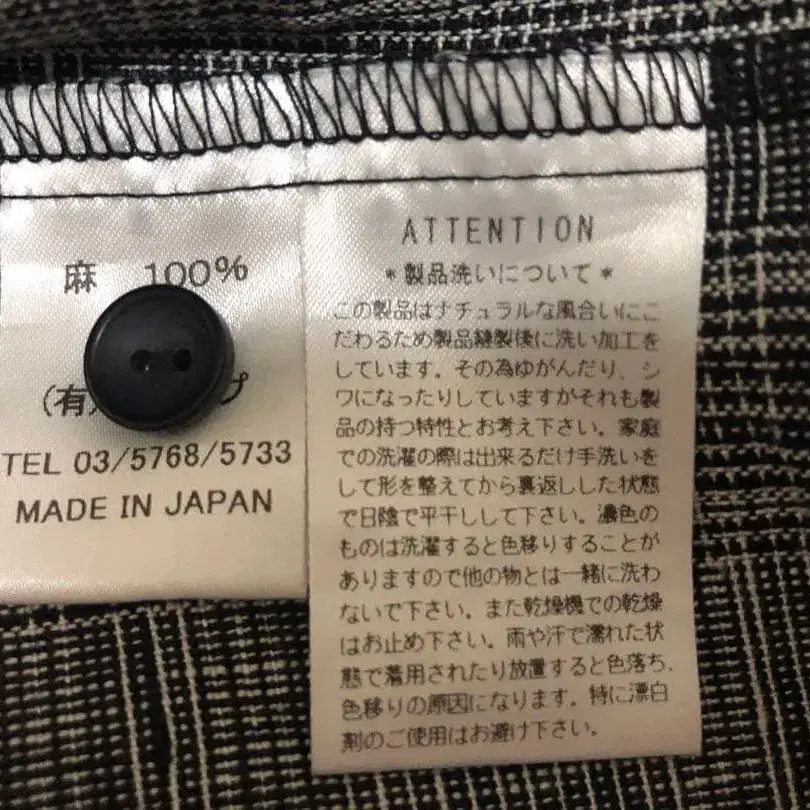 麻 100%
(有)
プ
TEL 03/5768/5733
MADE IN JAPAN
ATTENTION
*製品洗いについて*
この製品はナチュラルな風合いにこ
だわるため製品縫製後に洗い加工を
しています。その為ゆがんだり、シ
ワになったりしていますがそれも製
品の持つ特性とお考え下さい。家庭
での洗濯の際は出来るだけ手洗いを
して形を整えてから裏返しした状態
で日陰で平干しして下さい。濃色の
ものは洗濯すると色移りすることが
ありますので他の物とは一緒に洗わ
ないで下さい。また乾燥機での乾燥
はお止め下さい。雨や汗で濡れた状
態で着用されたり放置すると色落ち、
色移りの原因になります。特に漂白
剤のご使用はお避け下さい。